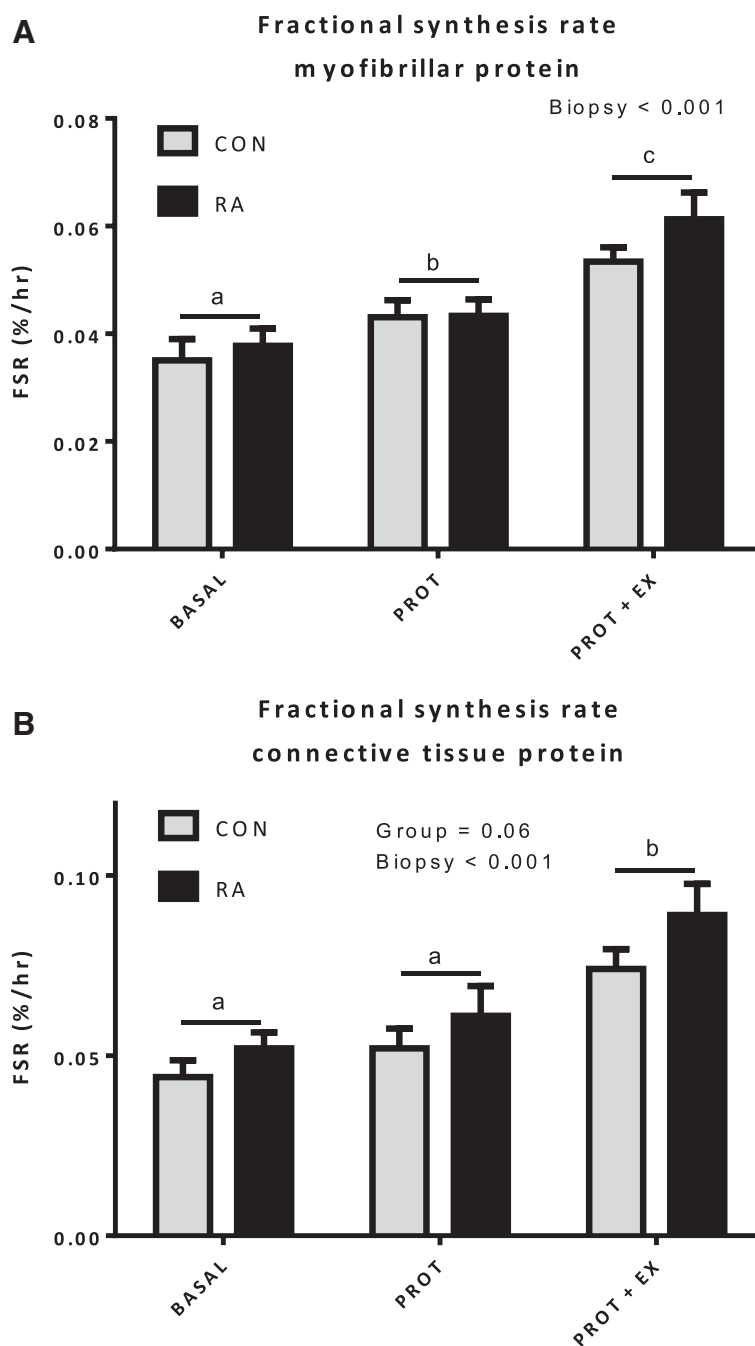 A
Fractional synthesis rate
myofibrillar protein
Biopsy < 0.001
CON
RA
a
b
c
FSR (%/hr)
0.08
0.06
0.04
0.02
0.00
BASAL
PROT
PROT + EX
B
Fractional synthesis rate
connective tissue protein
CON
RA
Group = 0.06
Biopsy < 0.001
a
a
b
FSR (%/hr)
0.10
0.05
0.00
BASAL
PROT
PROT + EX